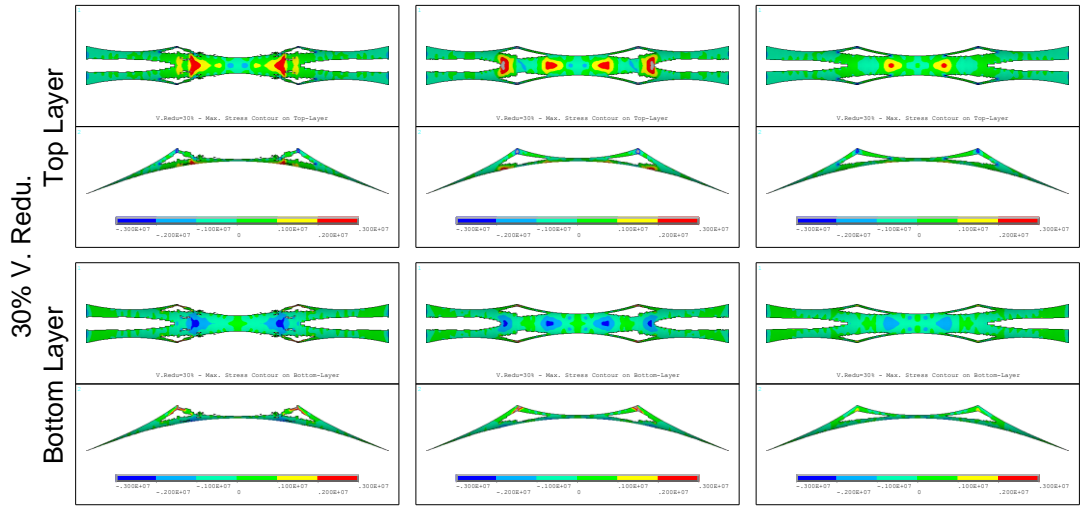 30% V. Redu.
Top Layer
V.Redu=30% - Max. Stress Contour on Top-Layer
-.300E+07 -.100E+07 .100E+07 .300E+07
-.200E+07 0 .200E+07
V.Redu=30% - Max. Stress Contour on Top-Layer
-.300E+07 -.100E+07 .100E+07 .300E+07
-.200E+07 0 .200E+07
V.Redu=30% - Max. Stress Contour on Top-Layer
-.300E+07 -.100E+07 .100E+07 .300E+07
-.200E+07 0 .200E+07
Bottom Layer
V.Redu=30% - Max. Stress Contour on Bottom-Layer
-.300E+07 -.100E+07 .100E+07 .300E+07
-.200E+07 0 .200E+07
V.Redu=30% - Max. Stress Contour on Bottom-Layer
-.300E+07 -.100E+07 .100E+07 .300E+07
-.200E+07 0 .200E+07
V.Redu=30% - Max. Stress Contour on Bottom-Layer
-.300E+07 -.100E+07 .100E+07 .300E+07
-.200E+07 0 .200E+07